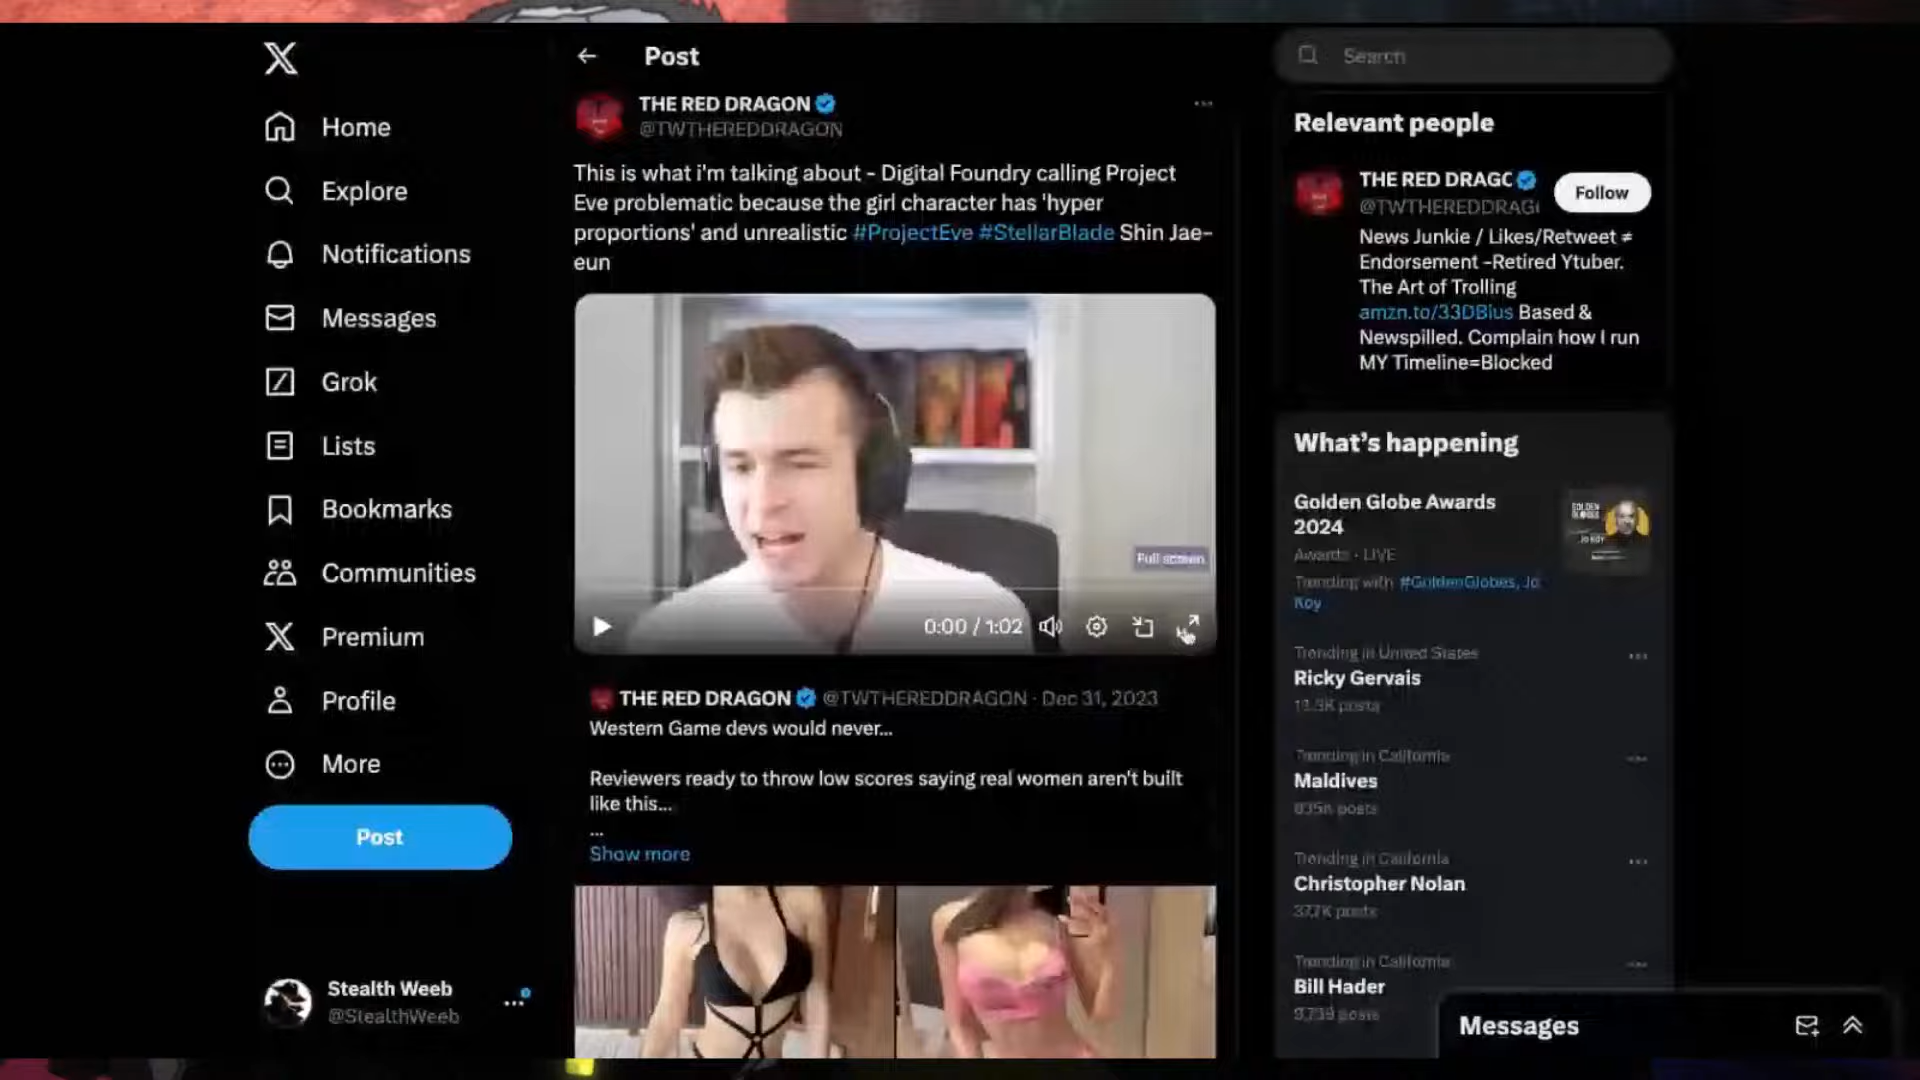 Home
Explore
Notifications
Messages
Grok
Lists
Bookmarks
Communities
Premium
Profile
More
Post
Stealth Weeb
@StealthWeeb
Post
THE RED DRAGON
@TWTHEREDDRAGON
This is what i'm talking about - Digital Foundry calling Project
Eve problematic because the girl character has 'hyper
proportions' and unrealistic #ProjectEve #StellarBlade Shin Jae-
eun
Full screen
0:00 / 1:02
THE RED DRAGON @TWTHEREDDRAGON · Dec 31, 2023
Western Game devs would never...
Reviewers ready to throw low scores saying real women aren't built
like this...
...
Show more
Search
Relevant people
THE RED DRAGO
@TWTHEREDDRAG
Follow
News Junkie / Likes/Retweet ≠
Endorsement -Retired Ytuber.
The Art of Trolling
amzn.to/33DBlus Based &
Newspilled. Complain how I run
MY Timeline=Blocked
What's happening
Golden Globe Awards
2024
Awards · LIVE
Trending with #GoldenGlobes, Jo
Koy
GOLDEN
JO KOY
Trending in United States
Ricky Gervais
posts
Trending in California
Maldives
posts
Trending in California
Christopher Nolan
posts
Trending in California
Bill Hader
posts
Messages